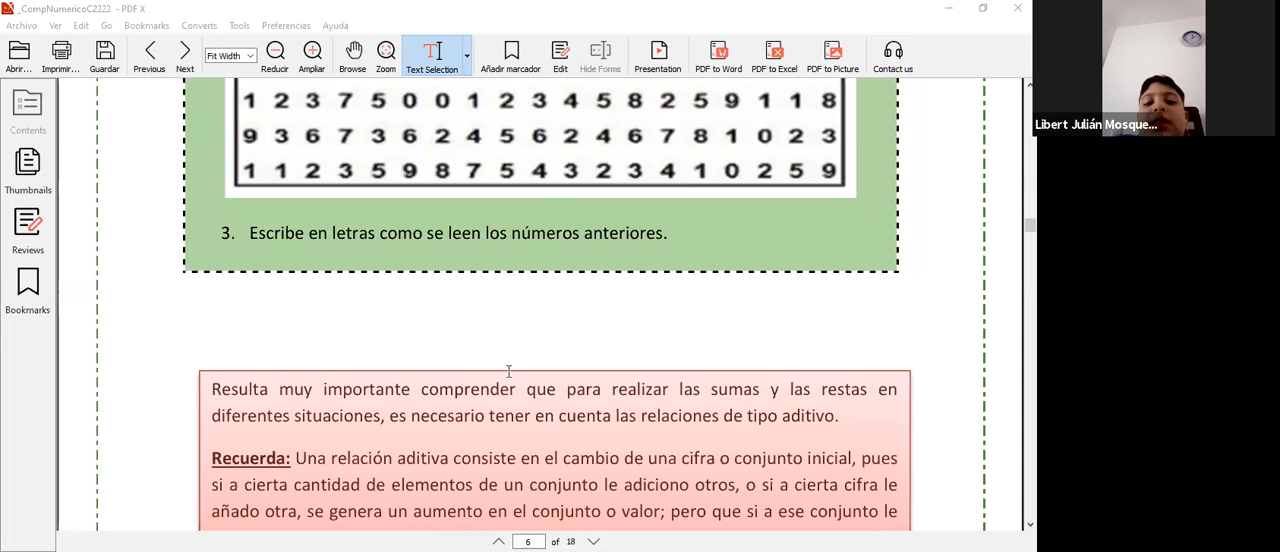 _CompNumericoC2222 - PDF X
Archivo Ver Edit Go Bookmarks Converts Tools Preferencias Ayuda
Abrir... Imprimir... Guardar Previous Next Fit Width Reducir Ampliar Browse Zoom Text Selection Añadir marcador Edit Hide Forms Presentation PDF to Word PDF to Excel PDF to Picture Contact us
Contents
Thumbnails
Reviews
Bookmarks
1 2 3 7 5 0 0 1 2 3 4 5 8 2 5 9 1 1 8
9 3 6 7 3 6 2 4 5 6 2 4 6 7 8 1 0 2 3
1 1 2 3 5 9 8 7 5 4 3 2 3 4 1 0 2 5 9
3. Escribe en letras como se leen los números anteriores.
Resulta muy importante comprender que para realizar las sumas y las restas en
diferentes situaciones, es necesario tener en cuenta las relaciones de tipo aditivo.
Recuerda: Una relación aditiva consiste en el cambio de una cifra o conjunto inicial, pues
si a cierta cantidad de elementos de un conjunto le adiciono otros, o si a cierta cifra le
añado otra, se genera un aumento en el conjunto o valor; pero que si a ese conjunto le
6 of 18
Libert Julián Mosque...